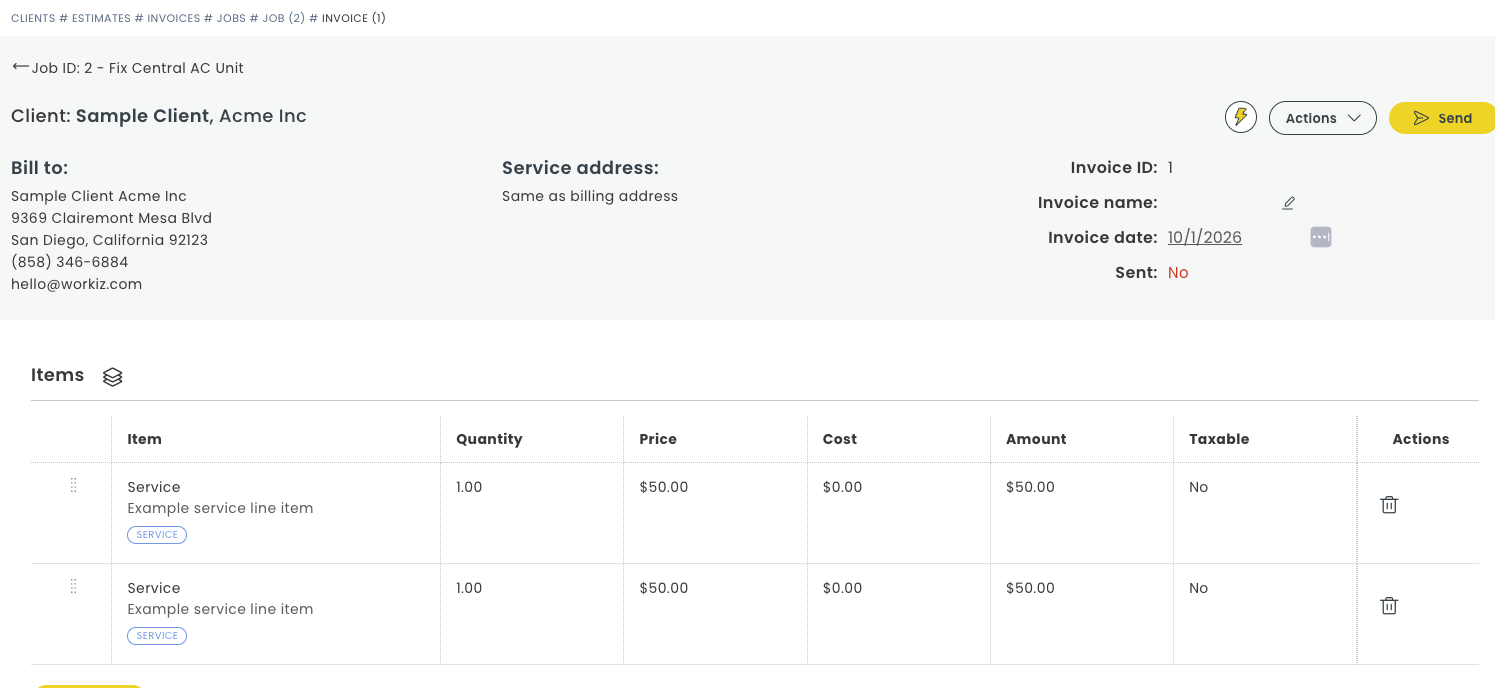 CLIENTS # ESTIMATES # INVOICES # JOBS # JOB (2) # INVOICE (1)
Job ID: 2 - Fix Central AC Unit
Client: Sample Client, Acme Inc
Actions
Send
Bill to:
Sample Client Acme Inc
9369 Clairemont Mesa Blvd
San Diego, California 92123
(858) 346-6884
hello@workiz.com
Service address:
Same as billing address
Invoice ID: 1
Invoice name:
Invoice date: 10/1/2026
Sent: No
Items
Item Quantity Price Cost Amount Taxable Actions
Service 1.00 $50.00 $0.00 $50.00 No
Example service line item
SERVICE
Service 1.00 $50.00 $0.00 $50.00 No
Example service line item
SERVICE